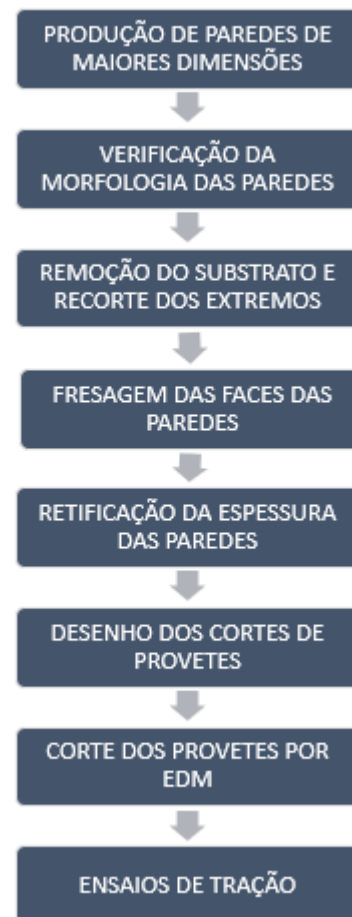 PRODUÇÃO DE PAREDES DE
MAIORES DIMENSÕES
VERIFICAÇÃO DA
MORFOLOGIA DAS PAREDES
REMOÇÃO DO SUBSTRATO E
RECORTE DOS EXTREMOS
FRESAGEM DAS FACES DAS
PAREDES
RETIFICAÇÃO DA ESPESSURA
DAS PAREDES
DESENHO DOS CORTES DE
PROVETES
CORTE DOS PROVETES POR
EDM
ENSAIOS DE TRAÇÃO